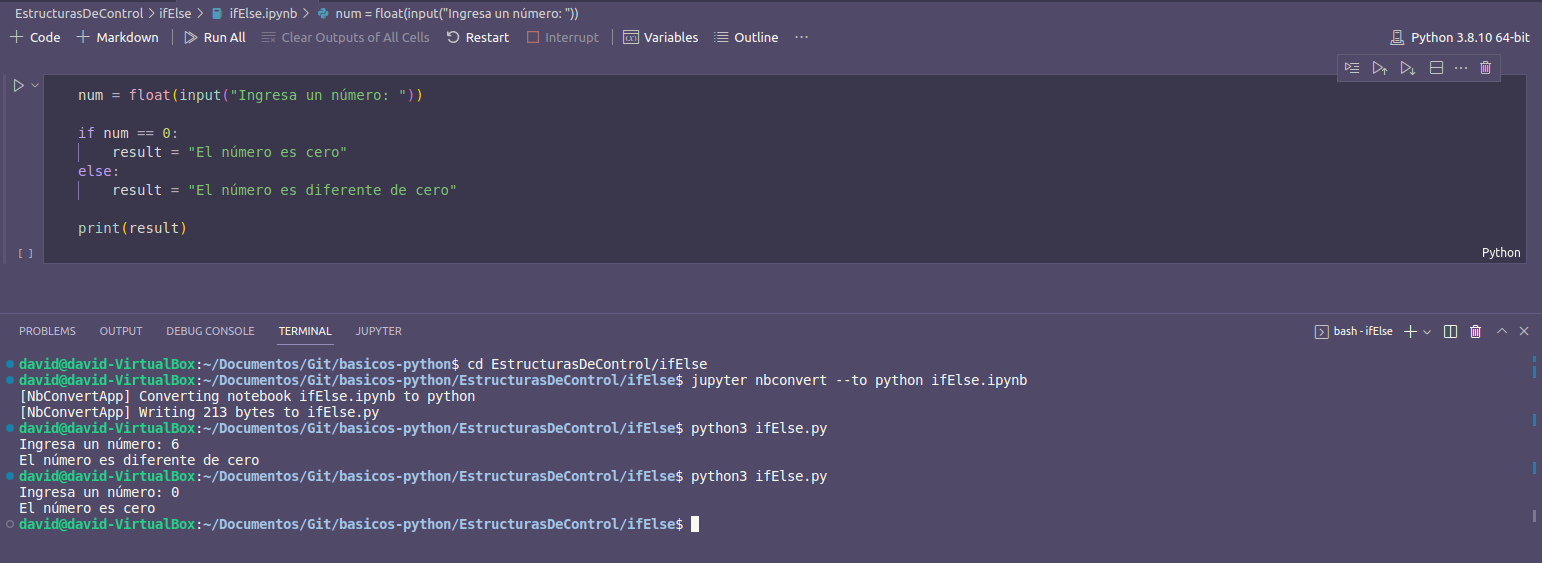 EstructurasDeControl > ifElse > ifElse.ipynb > num = float(input("Ingresa un número: "))
+ Code + Markdown | Run All Clear Outputs of All Cells Restart Interrupt | Variables Outline ··· Python 3.8.10 64-bit
num = float(input("Ingresa un número: "))
if num == 0:
    result = "El número es cero"
else:
    result = "El número es diferente de cero"
print(result)
[ ] Python
PROBLEMS OUTPUT DEBUG CONSOLE TERMINAL JUPYTER bash - ifElse
david@david-VirtualBox:~/Documentos/Git/basicos-python$ cd EstructurasDeControl/ifElse
david@david-VirtualBox:~/Documentos/Git/basicos-python/EstructurasDeControl/ifElse$ jupyter nbconvert --to python ifElse.ipynb
[NbConvertApp] Converting notebook ifElse.ipynb to python
[NbConvertApp] Writing 213 bytes to ifElse.py
david@david-VirtualBox:~/Documentos/Git/basicos-python/EstructurasDeControl/ifElse$ python3 ifElse.py
Ingresa un número: 6
El número es diferente de cero
david@david-VirtualBox:~/Documentos/Git/basicos-python/EstructurasDeControl/ifElse$ python3 ifElse.py
Ingresa un número: 0
El número es cero
david@david-VirtualBox:~/Documentos/Git/basicos-python/EstructurasDeControl/ifElse$